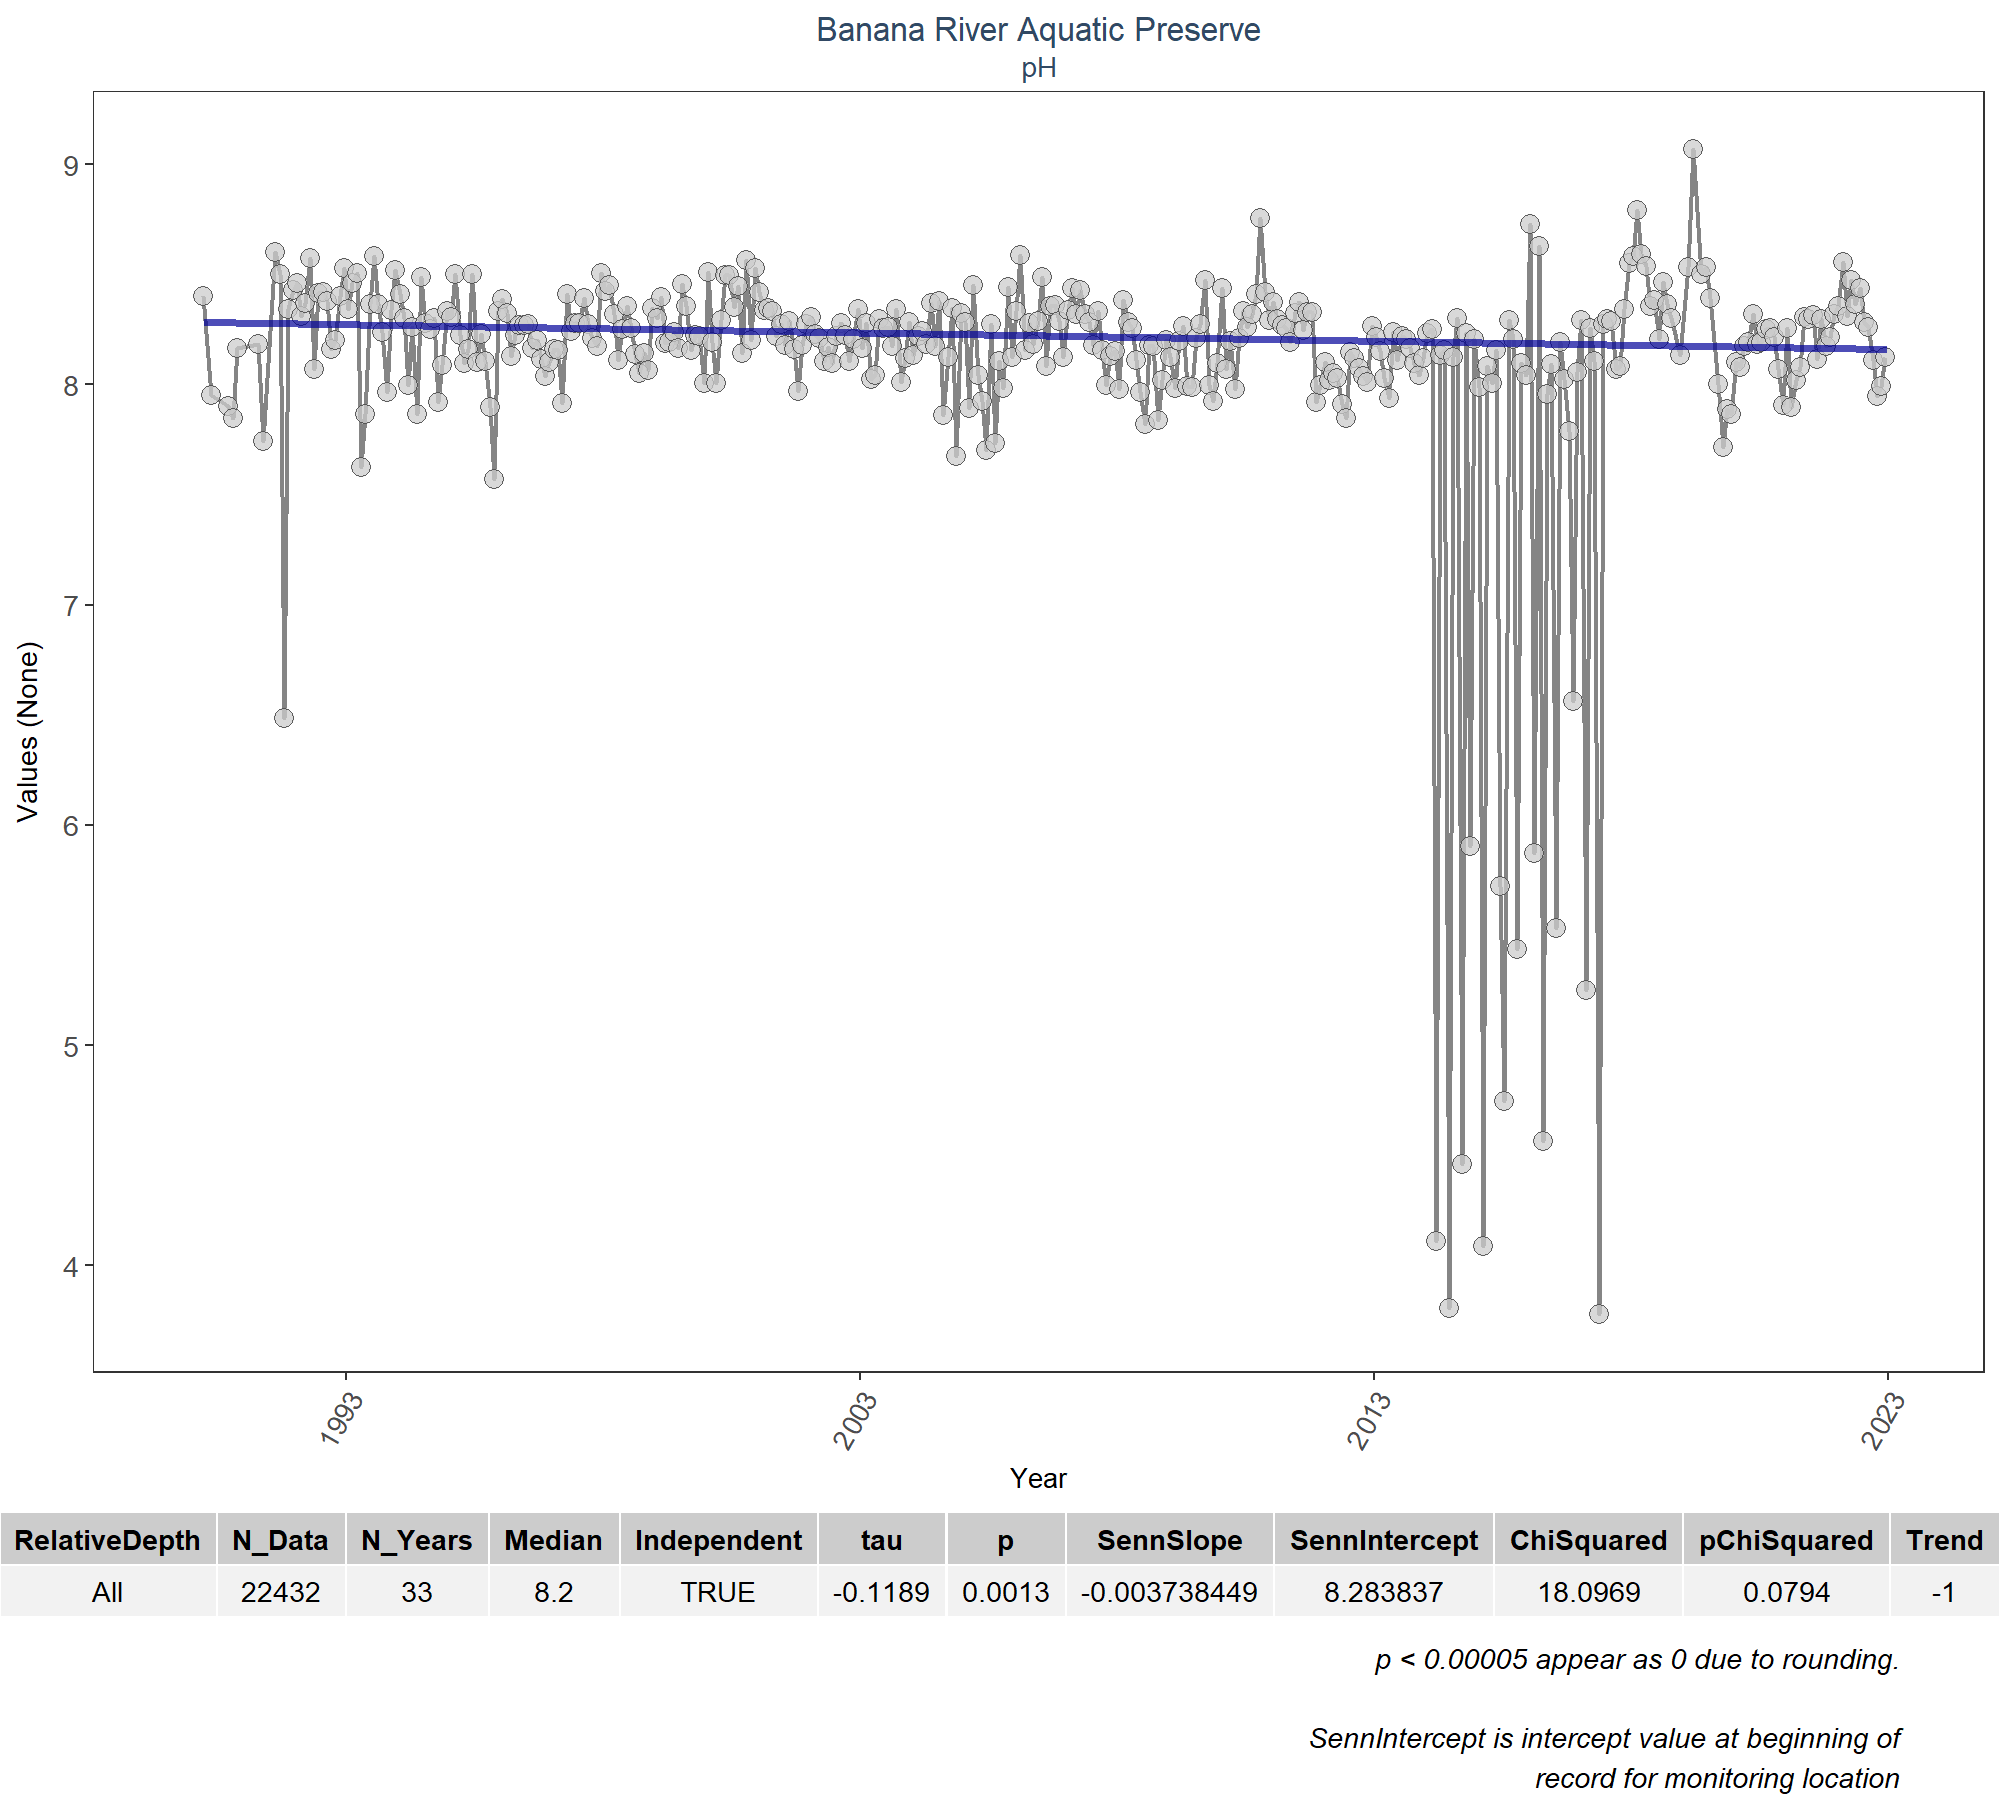 Banana River Aquatic Preserve
pH
9
8
7
6
5
4
Values (None)
1993
2003
2013
2023
Year
RelativeDepth N_Data N_Years Median Independent tau p SennSlope SennIntercept ChiSquared pChiSquared Trend
All 22432 33 8.2 TRUE -0.1189 0.0013 -0.003738449 8.283837 18.0969 0.0794 -1
p < 0.00005 appear as 0 due to rounding.
SennIntercept is intercept value at beginning of
record for monitoring location